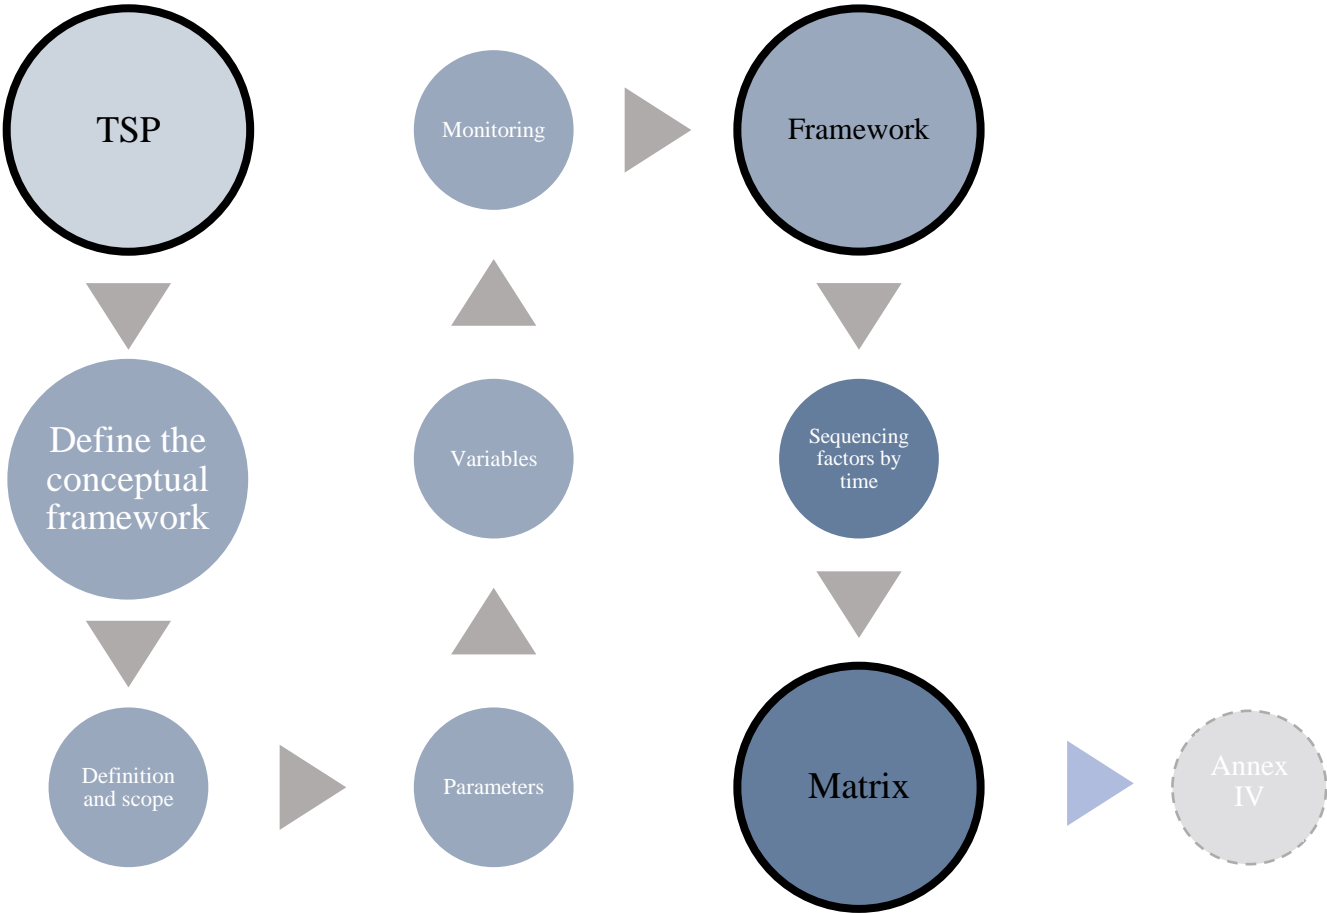 TSP
Define the
conceptual
framework
Definition
and scope
Parameters
Variables
Monitoring
Framework
Sequencing
factors by
time
Matrix
Annex
IV